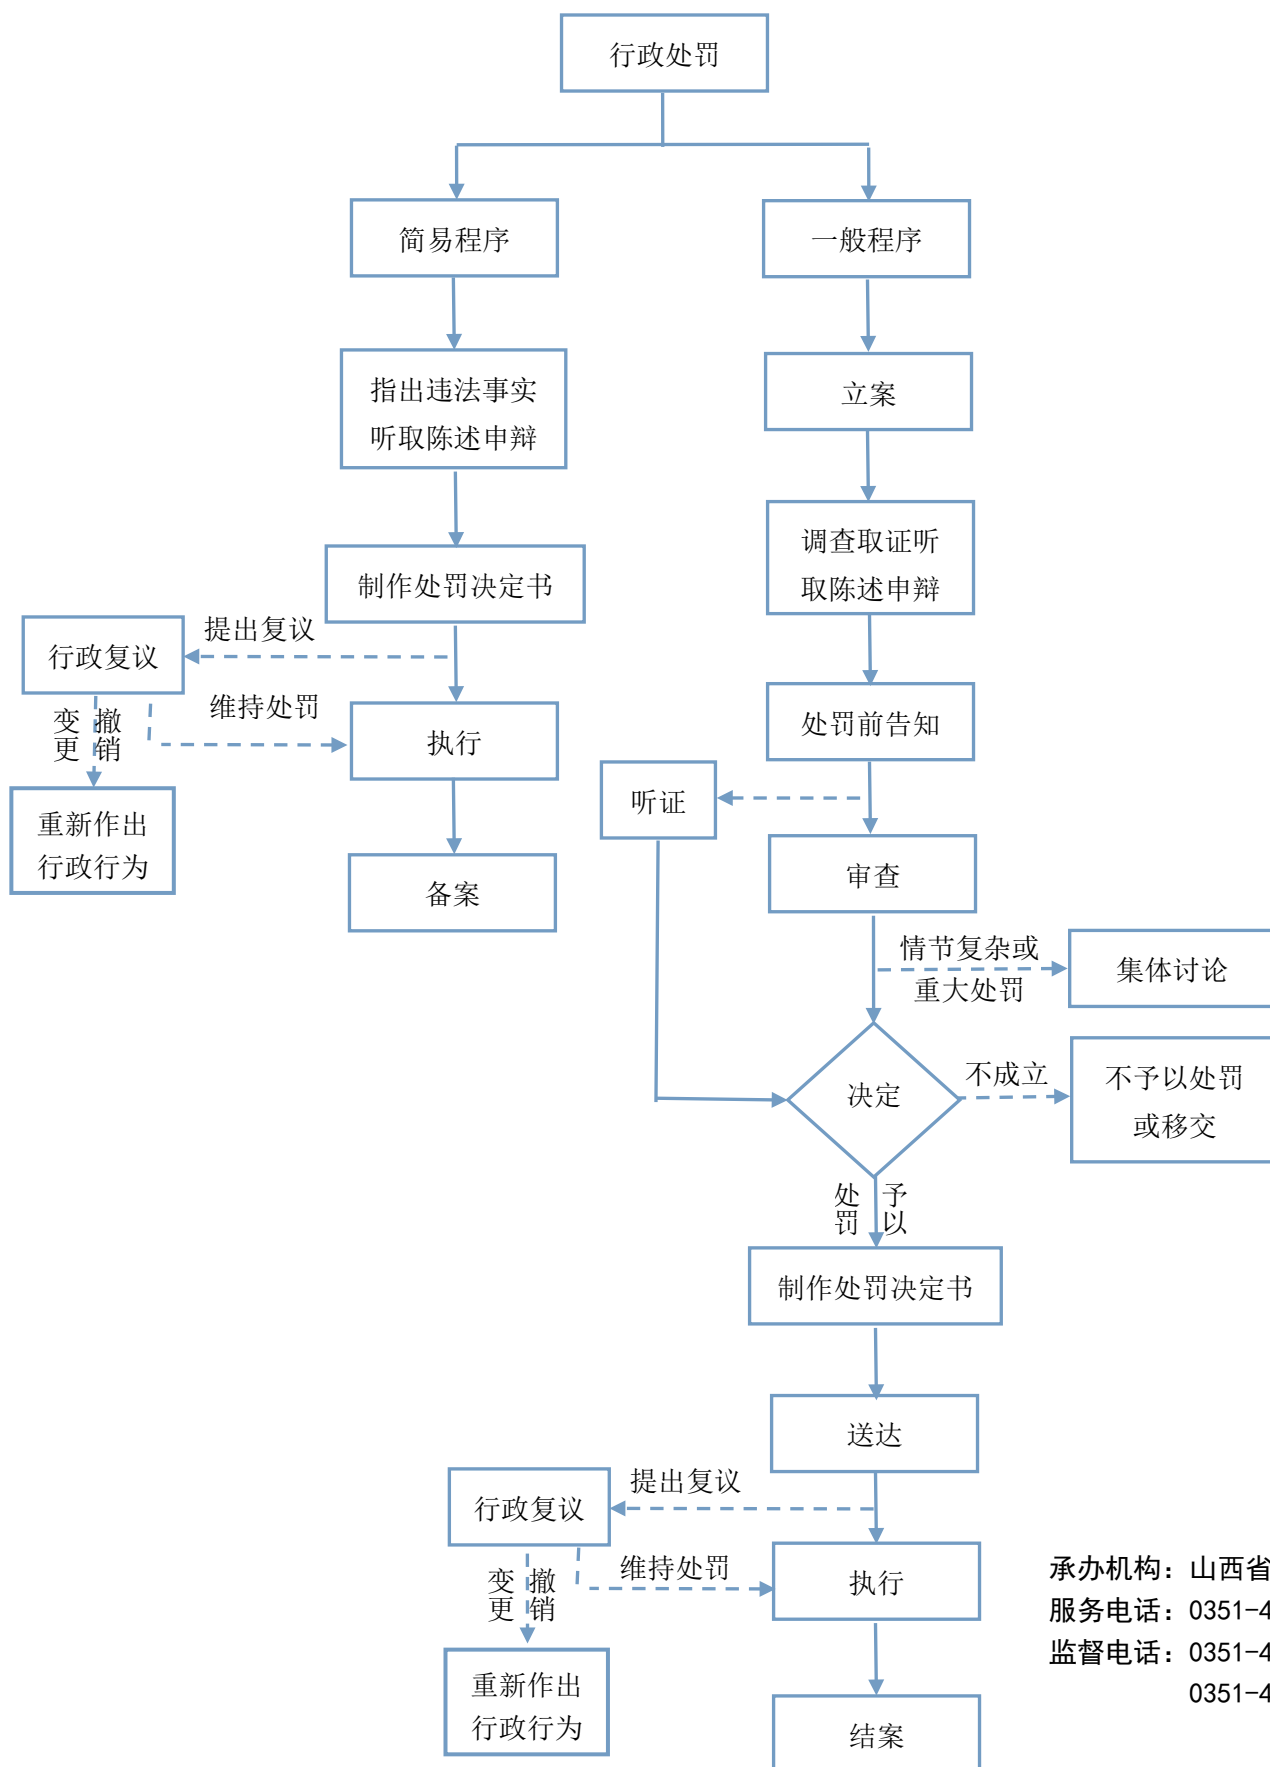 行政处罚
简易程序
一般程序
指出违法事实
听取陈述申辩
立案
制作处罚决定书
调查取证听
取陈述申辩
提出复议
行政复议
维持处罚
变更
撤销
执行
处罚前告知
重新作出
行政行为
听证
备案
审查
情节复杂或
重大处罚
集体讨论
决定
不成立
不予以处罚
或移交
处罚
予以
制作处罚决定书
送达
提出复议
行政复议
维持处罚
变更
撤销
执行
重新作出
行政行为
结案
承办机构：山西省
服务电话：0351-4
监督电话：0351-4
0351-4